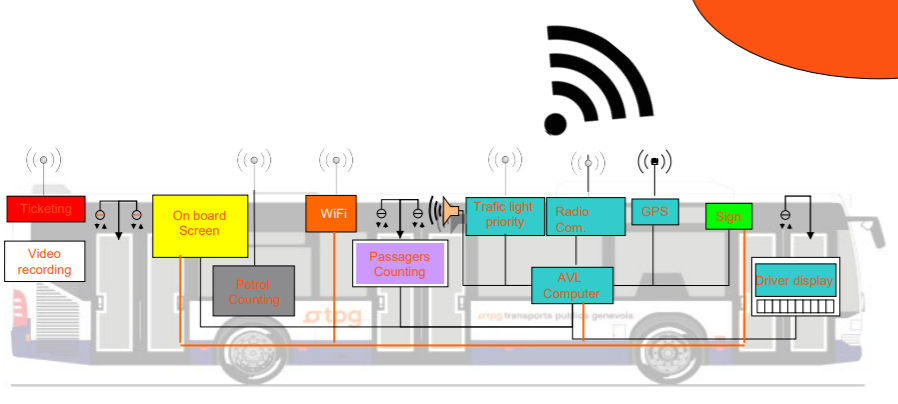 Ticketing
Video
recording
On board
Screen
Petrol
Counting
WiFi
Passagers
Counting
Trafic light
priority
Radio
Com.
GPS
Sign
AVL
Computer
Driver display
tpg
tpg transports publics genevois